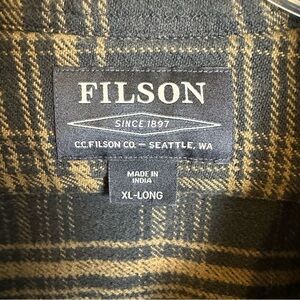 FILSON
SINCE 1897
C.C.FILSON CO. — SEATTLE, WA
MADE IN
INDIA
XL-LONG